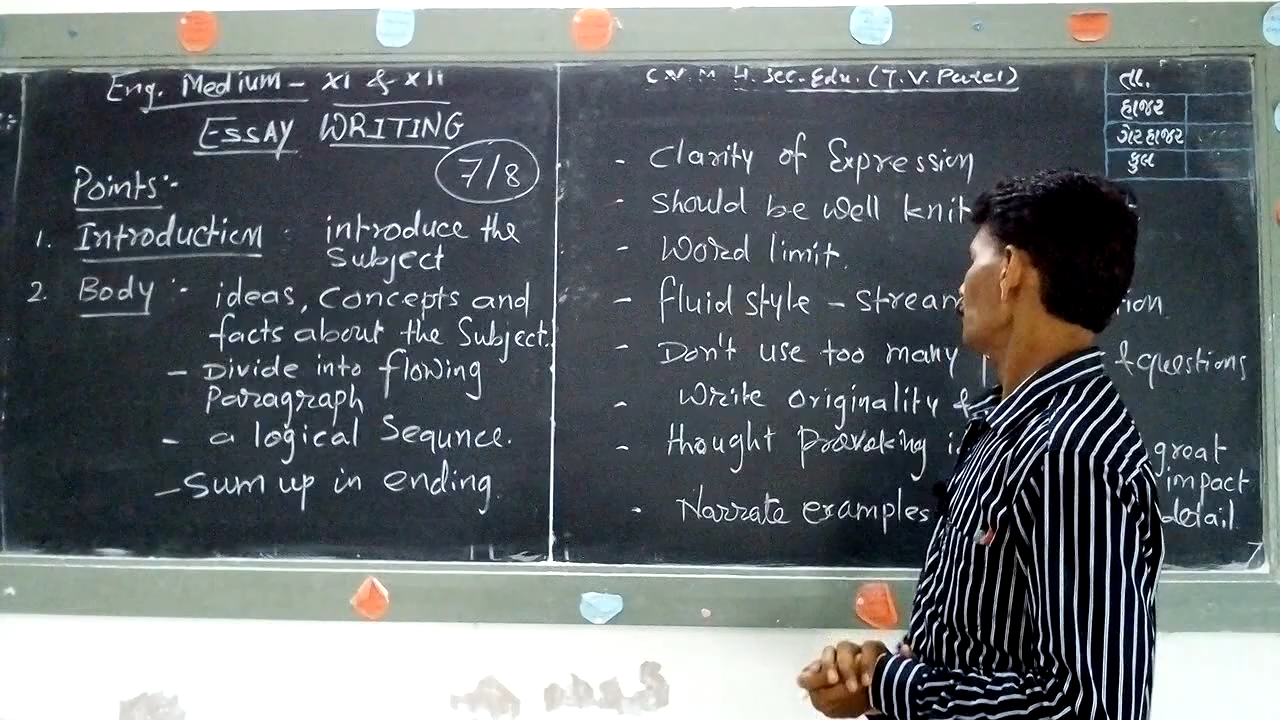 Eng. Medium - XI & XII
ESSAY WRITING
7/8
Points:-
1. Introduction : introduce the
Subject
2. Body :- ideas, concepts and
facts about the Subject.
- Divide into flowing
Paragraph
- a logical Sequnce.
- Sum up in ending
C.V.M. H. Sec. Edu. (T. V. Patel)
- Clarity of Expression
- Should be well knit
- Word limit.
- fluid style -
- Don't use too many & questions
- Write originality &
- thought provaking great
impact
- Narrate examples detail
તા.
હાજર
ગેરહાજર
કુલ